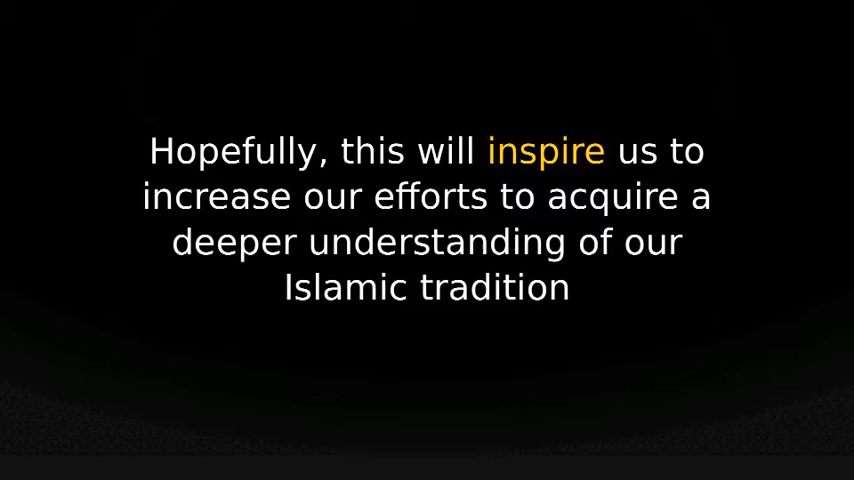 Hopefully, this will inspire us to
increase our efforts to acquire a
deeper understanding of our
Islamic tradition